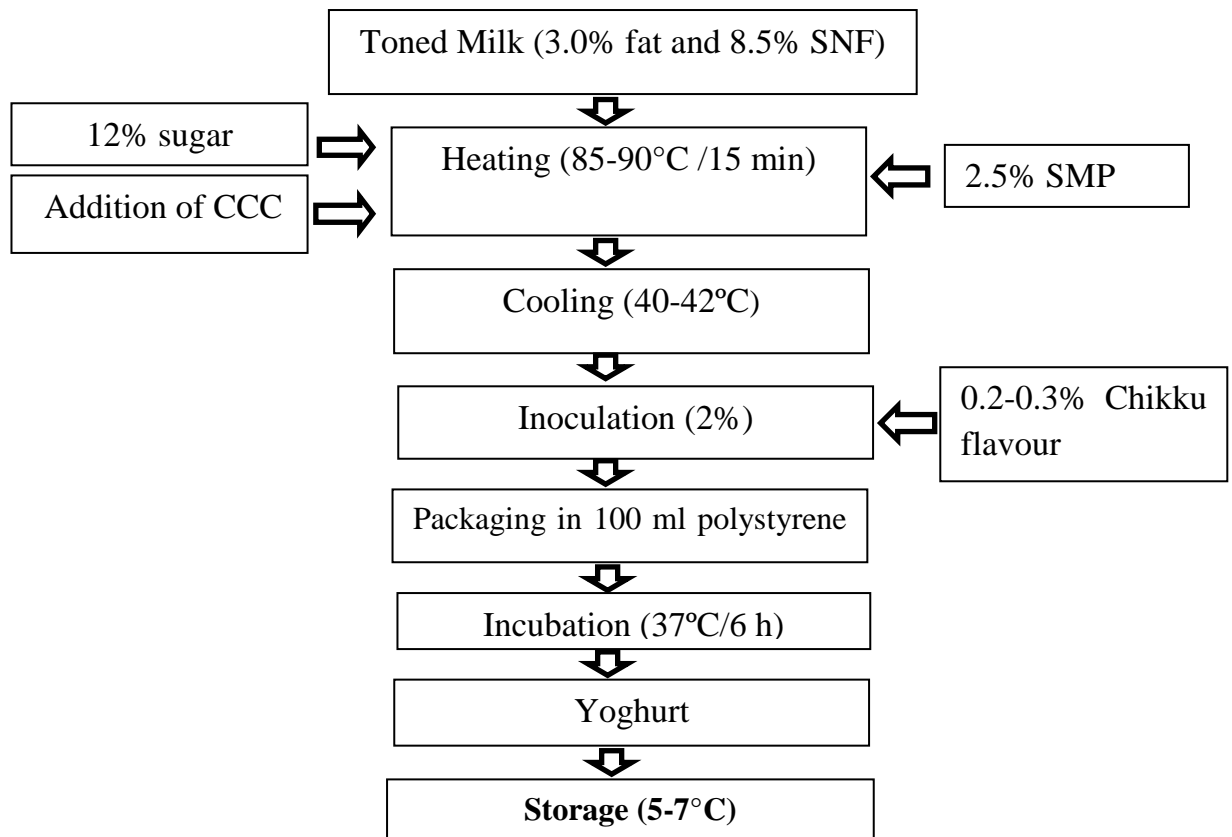 Toned Milk (3.0% fat and 8.5% SNF)
12% sugar
Heating (85-90°C /15 min)
2.5% SMP
Addition of CCC
Cooling (40-42ºC)
Inoculation (2%)
0.2-0.3% Chikku
flavour
Packaging in 100 ml polystyrene
Incubation (37ºC/6 h)
Yoghurt
Storage (5-7°C)